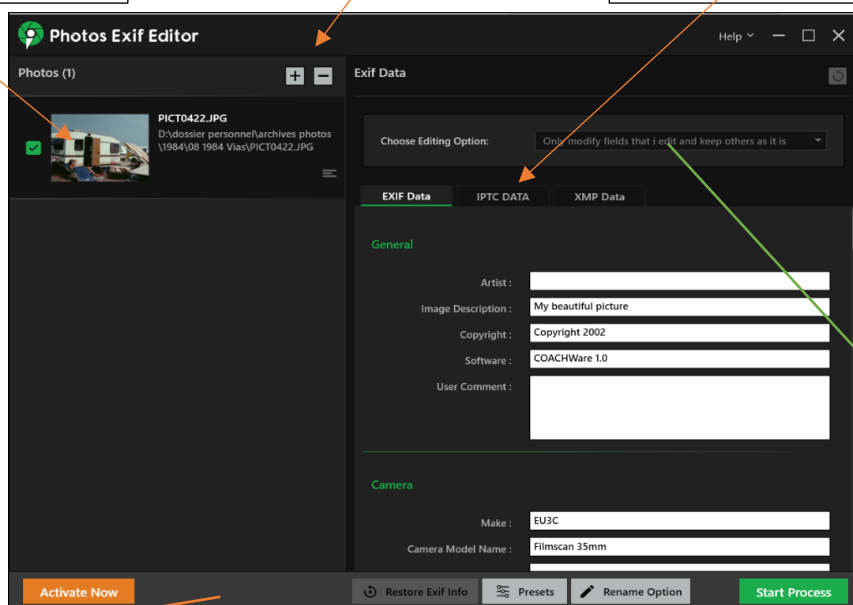 Photos Exif Editor
Help
Photos (1)
Exif Data
PICT0422.JPG
D:\dossier personnel\archives photos
\1984\08 1984 Vias\PICT0422.JPG
Choose Editing Option:
Only modify fields that i edit and keep others as it is
EXIF Data
IPTC DATA
XMP Data
General
Artist :
Image Description :
My beautiful picture
Copyright :
Copyright 2002
Software :
COACHWare 1.0
User Comment :
Camera
Make :
EU3C
Camera Model Name :
Filmscan 35mm
Activate Now
Restore Exif Info
Presets
Rename Option
Start Process